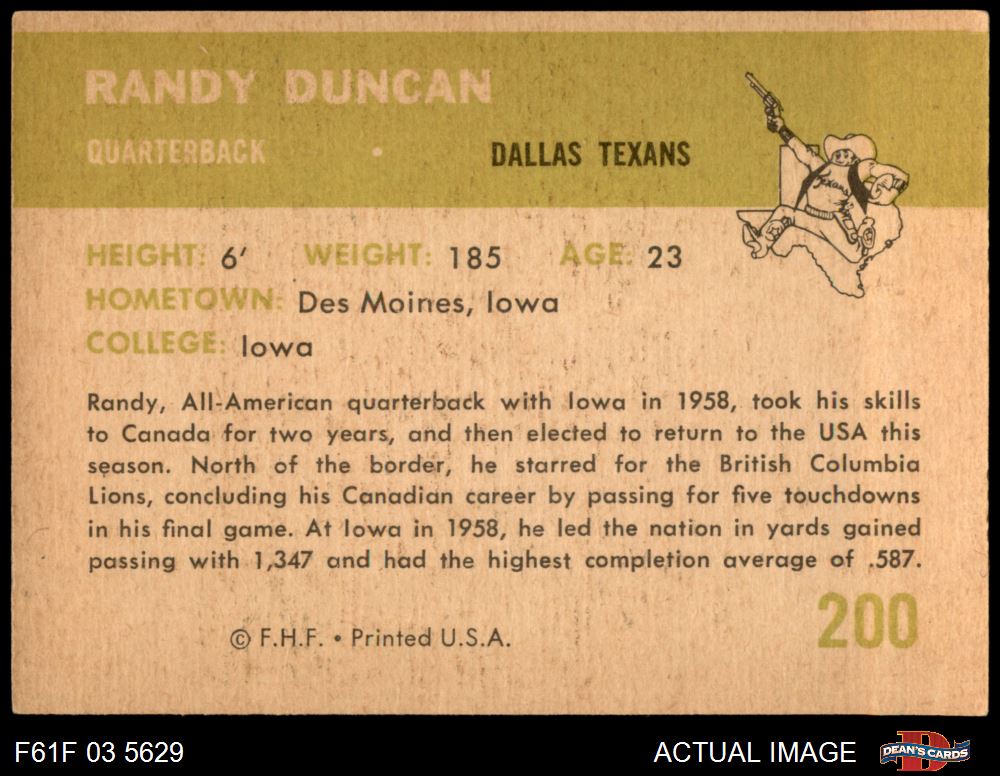 RANDY DUNCAN
QUARTERBACK • DALLAS TEXANS
Texans
HEIGHT: 6' WEIGHT: 185 AGE: 23
HOMETOWN: Des Moines, Iowa
COLLEGE: Iowa
Randy, All-American quarterback with Iowa in 1958, took his skills
to Canada for two years, and then elected to return to the USA this
season. North of the border, he starred for the British Columbia
Lions, concluding his Canadian career by passing for five touchdowns
in his final game. At Iowa in 1958, he led the nation in yards gained
passing with 1,347 and had the highest completion average of .587.
200
© F.H.F. • Printed U.S.A.
F61F 03 5629 ACTUAL IMAGE DEAN'S CARDS